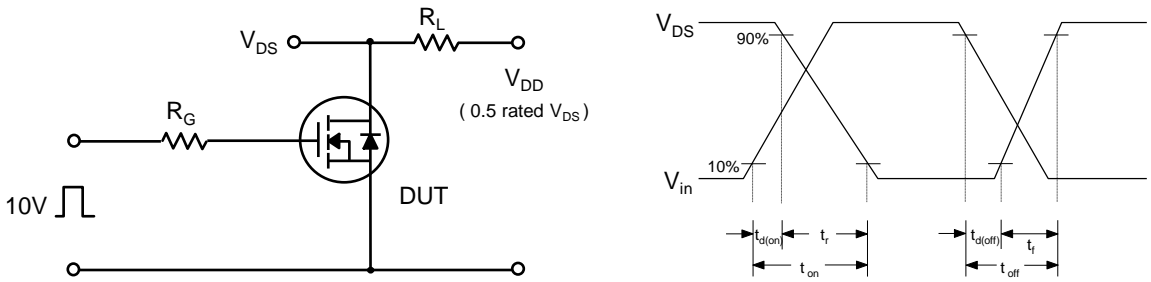 V_DS
R_L
V_DD
( 0.5 rated V_DS )
R_G
10V
DUT
V_DS
90%
10%
V_in
t_d(on)
t_r
t_on
t_d(off)
t_f
t_off